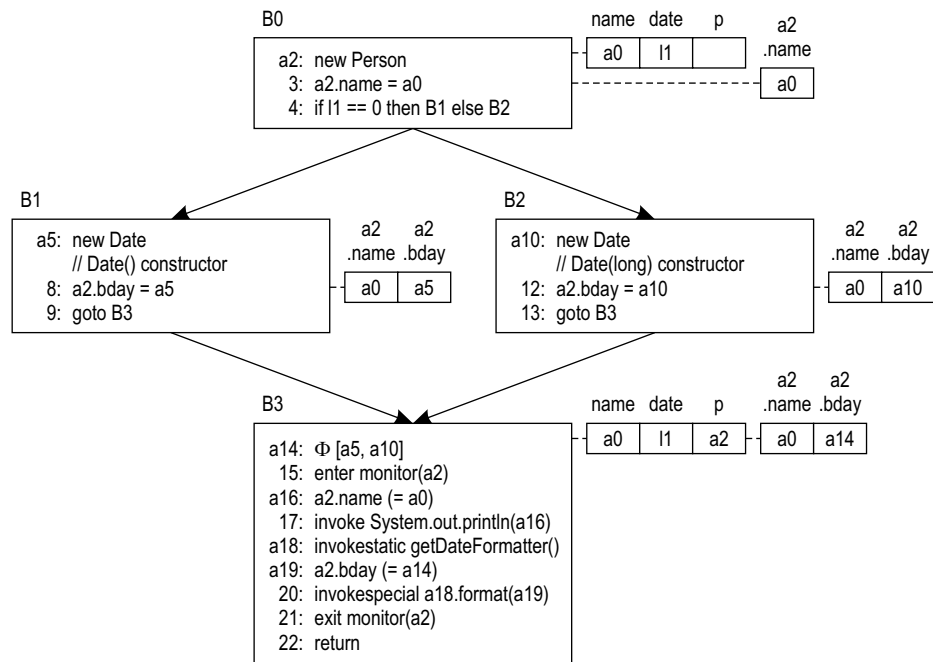 B0
name date p
a2 .name
a2: new Person
a0 l1
3: a2.name = a0
a0
4: if l1 == 0 then B1 else B2
B1
a5: new Date
// Date() constructor
8: a2.bday = a5
9: goto B3
a2 .name a2 .bday
a0 a5
B2
a10: new Date
// Date(long) constructor
12: a2.bday = a10
13: goto B3
a2 .name a2 .bday
a0 a10
B3
name date p
a2 .name a2 .bday
a0 l1 a2 a0 a14
a14: Φ [a5, a10]
15: enter monitor(a2)
a16: a2.name (= a0)
17: invoke System.out.println(a16)
a18: invokestatic getDateFormatter()
a19: a2.bday (= a14)
20: invokespecial a18.format(a19)
21: exit monitor(a2)
22: return